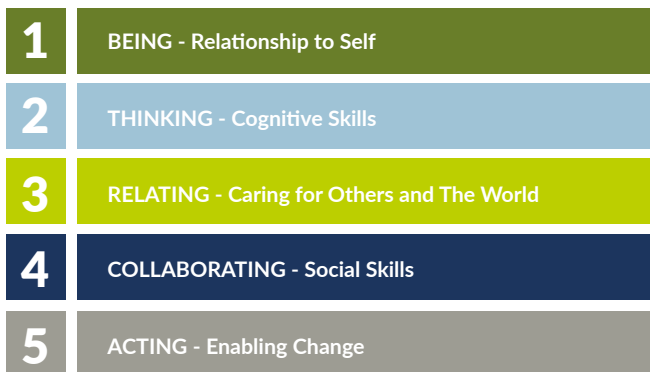 1 BEING - Relationship to Self
2 THINKING - Cognitive Skills
3 RELATING - Caring for Others and The World
4 COLLABORATING - Social Skills
5 ACTING - Enabling Change